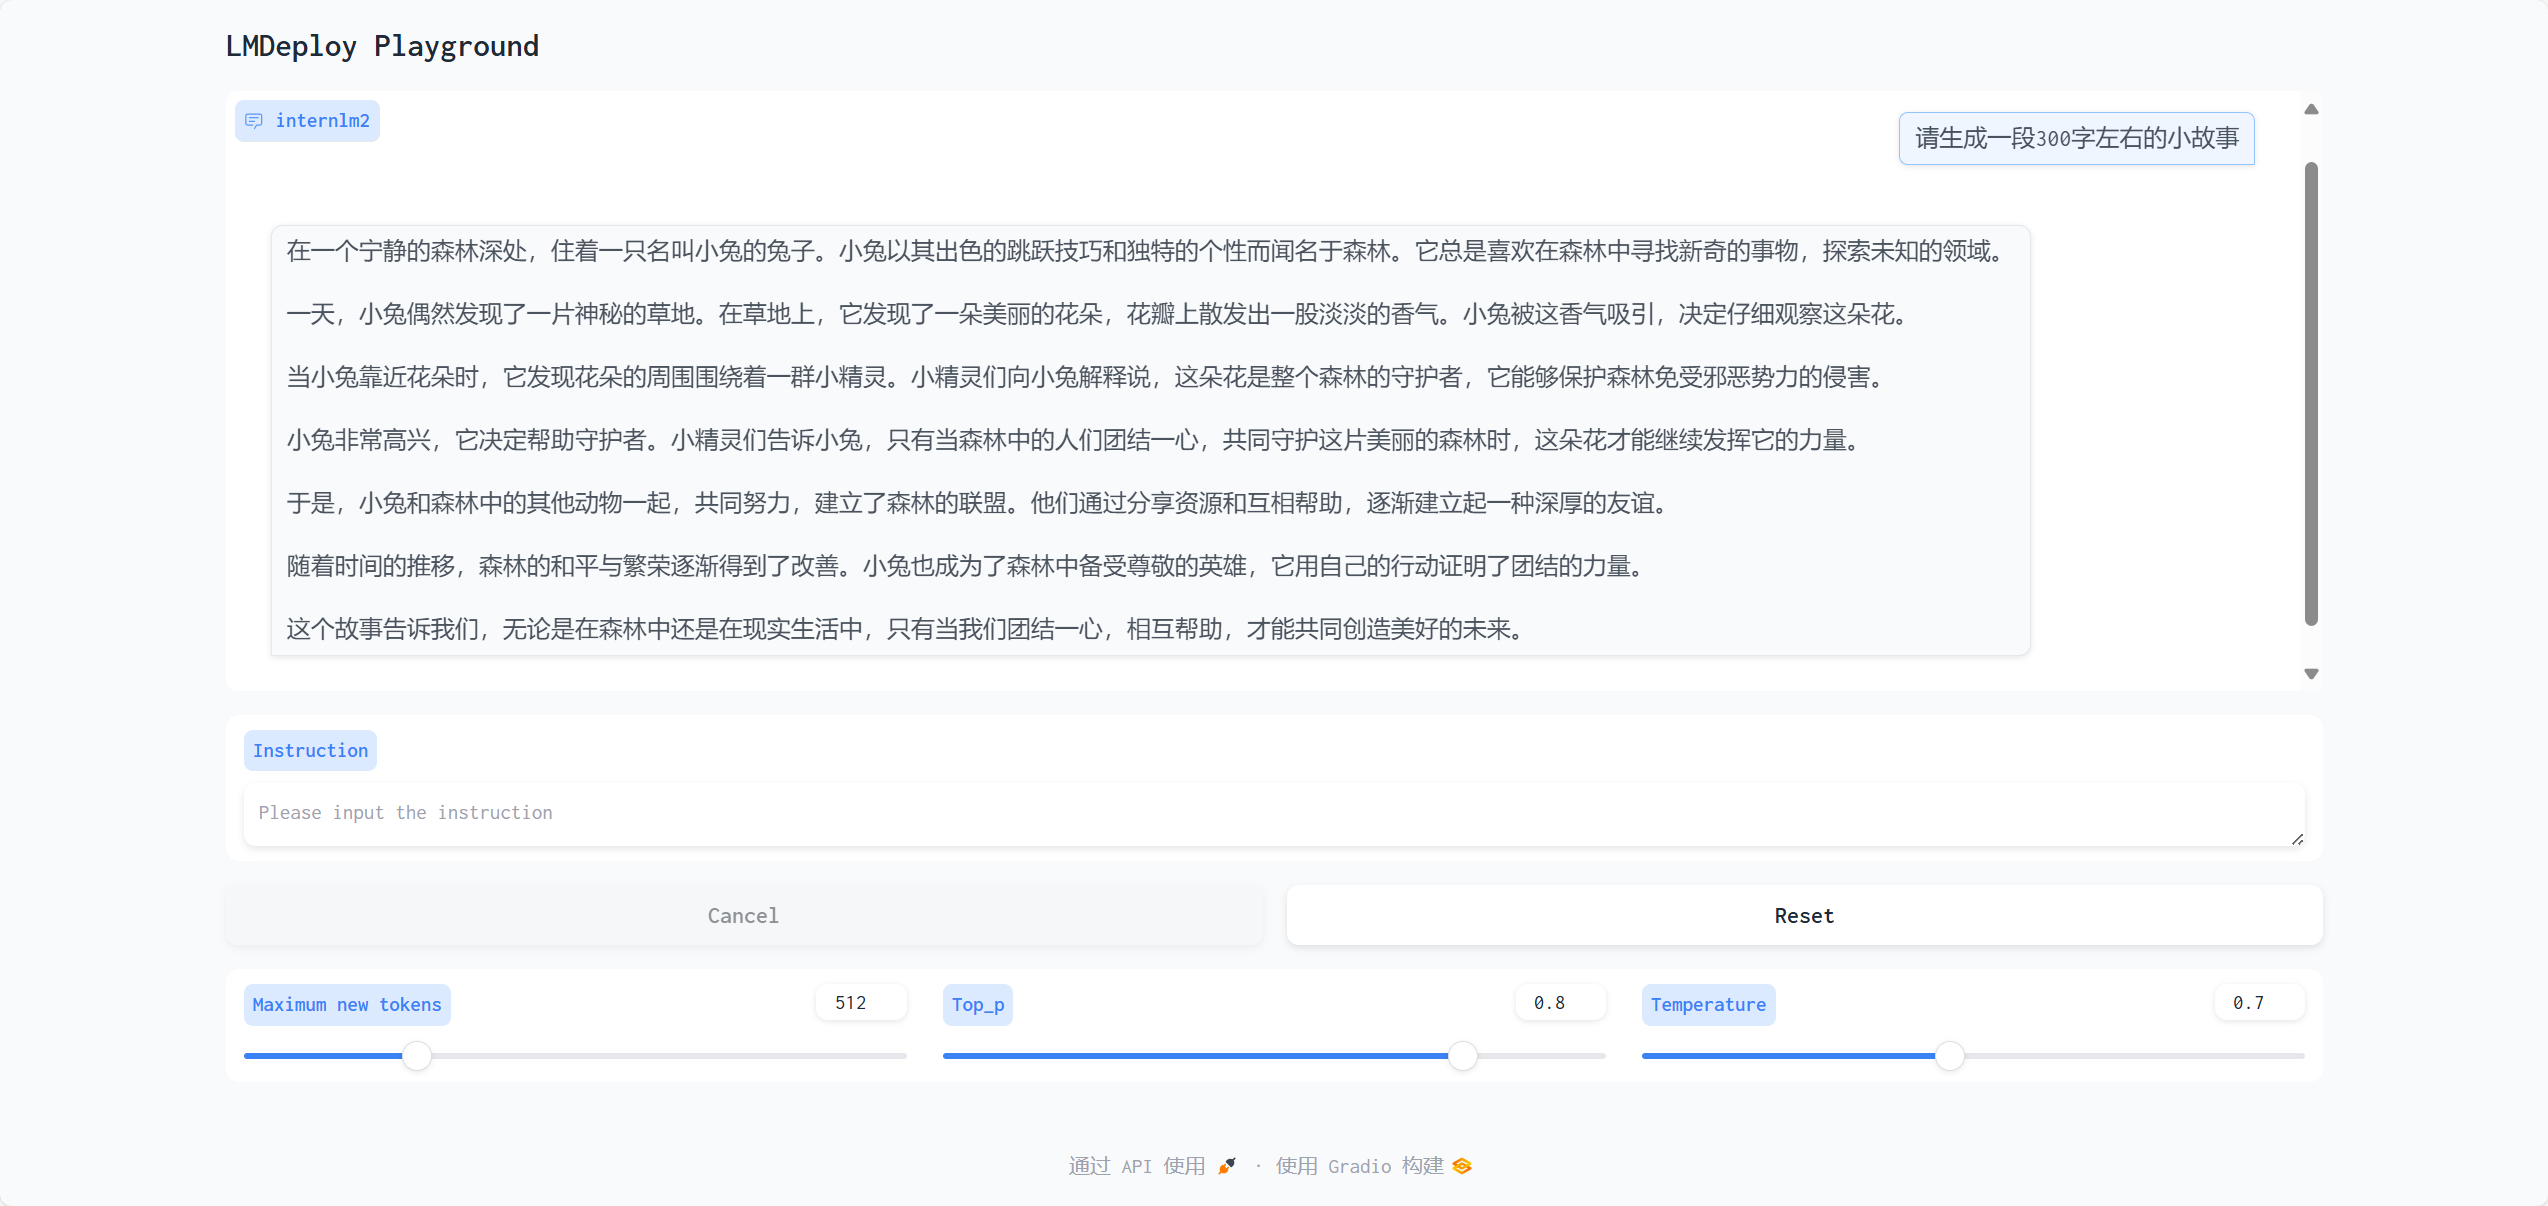 LMDeploy Playground
internlm2
请生成一段300字左右的小故事
在一个宁静的森林深处，住着一只名叫小兔的兔子。小兔以其出色的跳跃技巧和独特的个性而闻名于森林。它总是喜欢在森林中寻找新奇的事物，探索未知的领域。
一天，小兔偶然发现了一片神秘的草地。在草地上，它发现了一朵美丽的花朵，花瓣上散发出一股淡淡的香气。小兔被这香气吸引，决定仔细观察这朵花。
当小兔靠近花朵时，它发现花朵的周围围绕着一群小精灵。小精灵们向小兔解释说，这朵花是整个森林的守护者，它能够保护森林免受邪恶势力的侵害。
小兔非常高兴，它决定帮助守护者。小精灵们告诉小兔，只有当森林中的人们团结一心，共同守护这片美丽的森林时，这朵花才能继续发挥它的力量。
于是，小兔和森林中的其他动物一起，共同努力，建立了森林的联盟。他们通过分享资源和互相帮助，逐渐建立起一种深厚的友谊。
随着时间的推移，森林的和平与繁荣逐渐得到了改善。小兔也成为了森林中备受尊敬的英雄，它用自己的行动证明了团结的力量。
这个故事告诉我们，无论是在森林中还是在现实生活中，只有当我们团结一心，相互帮助，才能共同创造美好的未来。
Instruction
Please input the instruction
Cancel
Reset
Maximum new tokens
512
Top_p
0.8
Temperature
0.7
通过 API 使用 · 使用 Gradio 构建